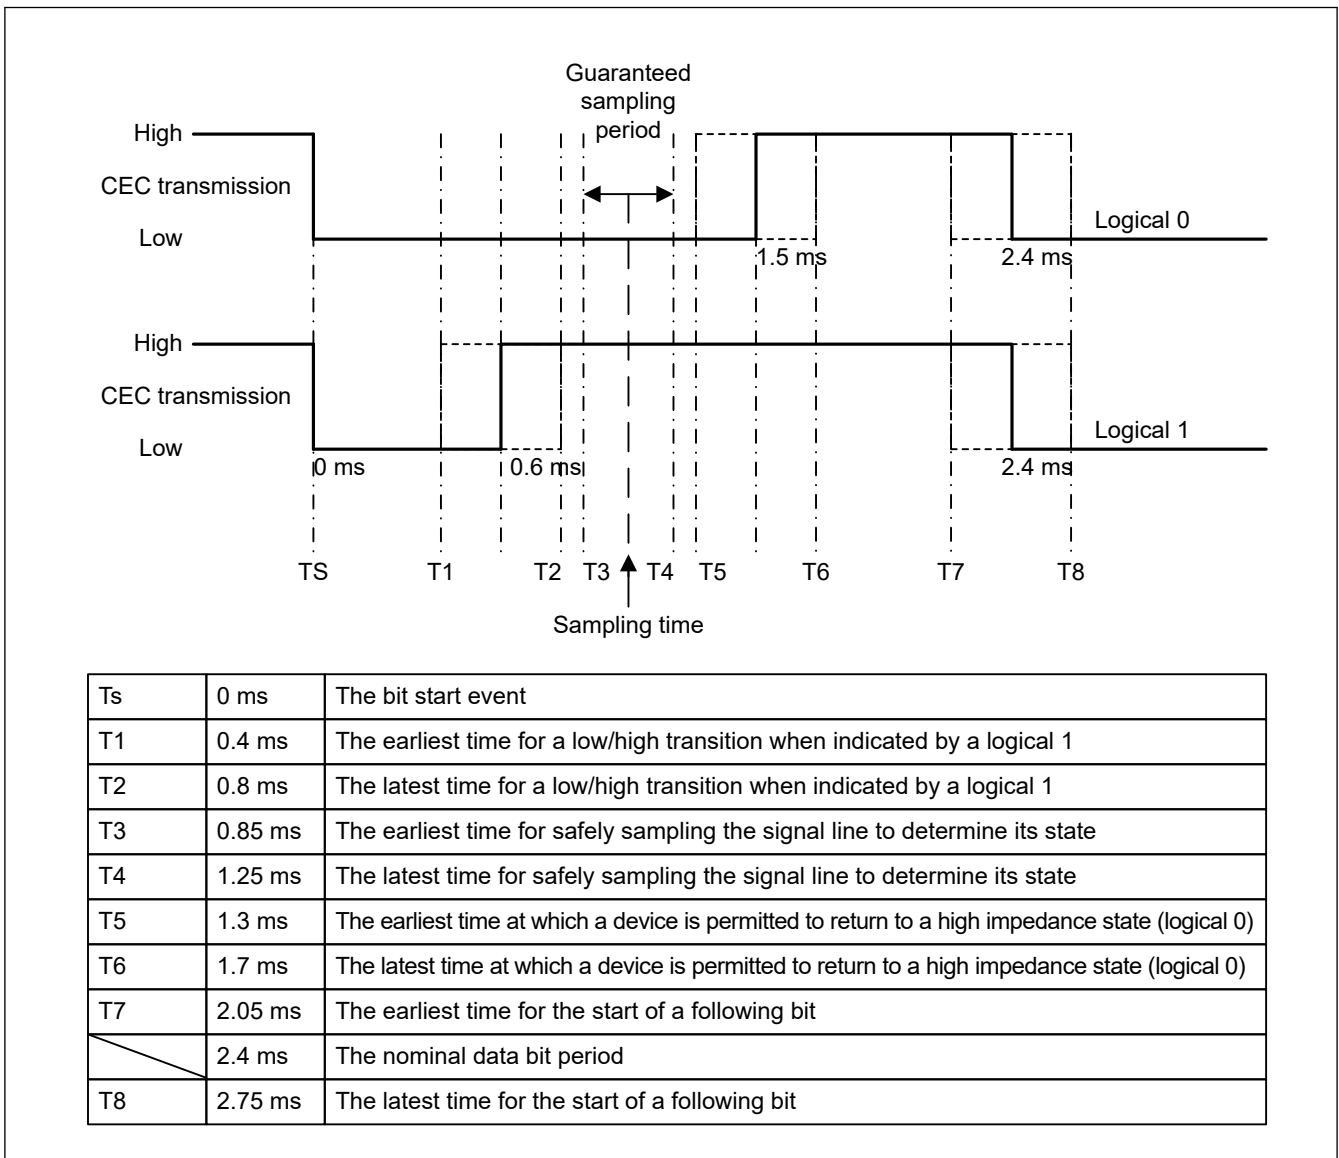 Guaranteed
sampling
period
High
CEC transmission
Low
Logical 0
1.5 ms
2.4 ms
High
CEC transmission
Low
Logical 1
0 ms
0.6 ms
2.4 ms
TS T1 T2 T3 T4 T5 T6 T7 T8
Sampling time
Ts 0 ms The bit start event
T1 0.4 ms The earliest time for a low/high transition when indicated by a logical 1
T2 0.8 ms The latest time for a low/high transition when indicated by a logical 1
T3 0.85 ms The earliest time for safely sampling the signal line to determine its state
T4 1.25 ms The latest time for safely sampling the signal line to determine its state
T5 1.3 ms The earliest time at which a device is permitted to return to a high impedance state (logical 0)
T6 1.7 ms The latest time at which a device is permitted to return to a high impedance state (logical 0)
T7 2.05 ms The earliest time for the start of a following bit
2.4 ms The nominal data bit period
T8 2.75 ms The latest time for the start of a following bit